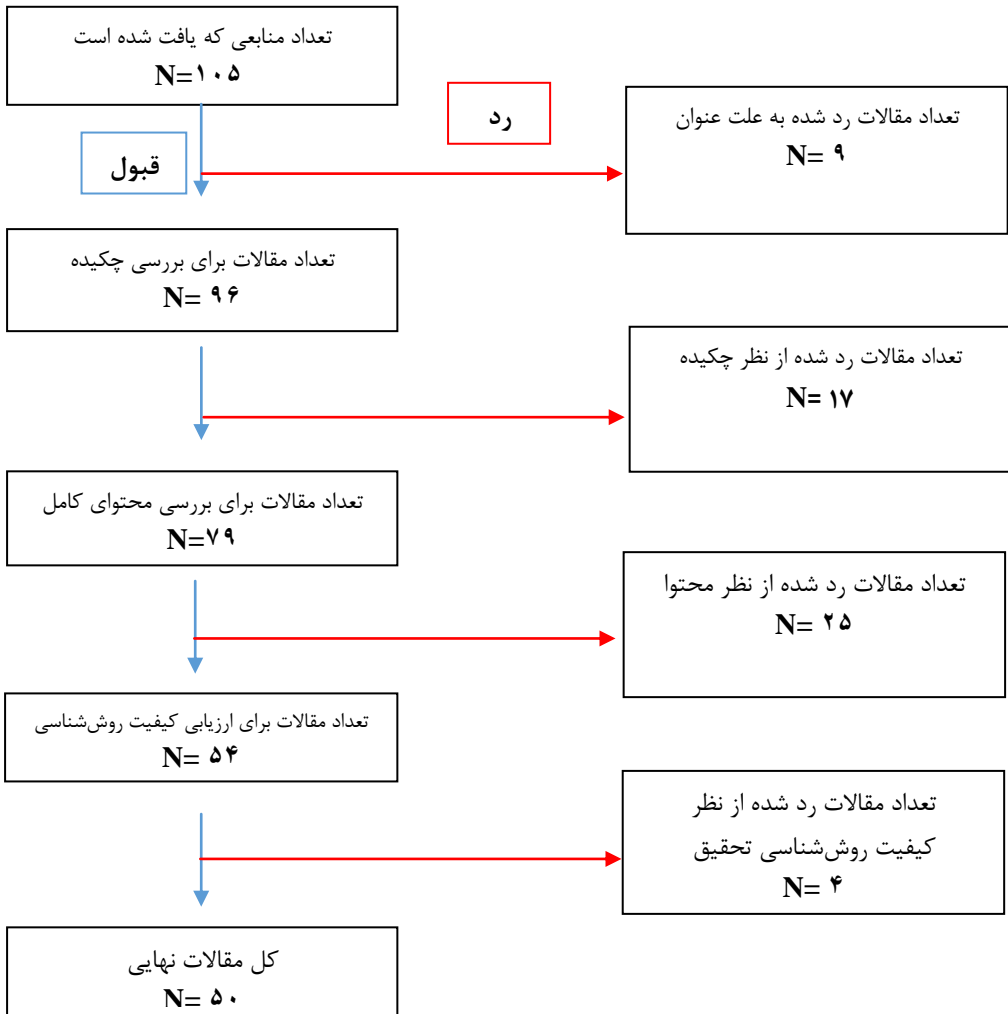 تعداد منابعی که یافت شده است
N=۱۰۵
رد
قبول
تعداد مقالات رد شده به علت عنوان
N= ۹
تعداد مقالات برای بررسی چکیده
N= ۹۶
تعداد مقالات رد شده از نظر چکیده
N= ۱۷
تعداد مقالات برای بررسی محتوای کامل
N=۷۹
تعداد مقالات رد شده از نظر محتوا
N= ۲۵
تعداد مقالات برای ارزیابی کیفیت روش‌شناسی
N= ۵۴
تعداد مقالات رد شده از نظر
کیفیت روش‌شناسی تحقیق
N= ۴
کل مقالات نهایی
N= ۵۰